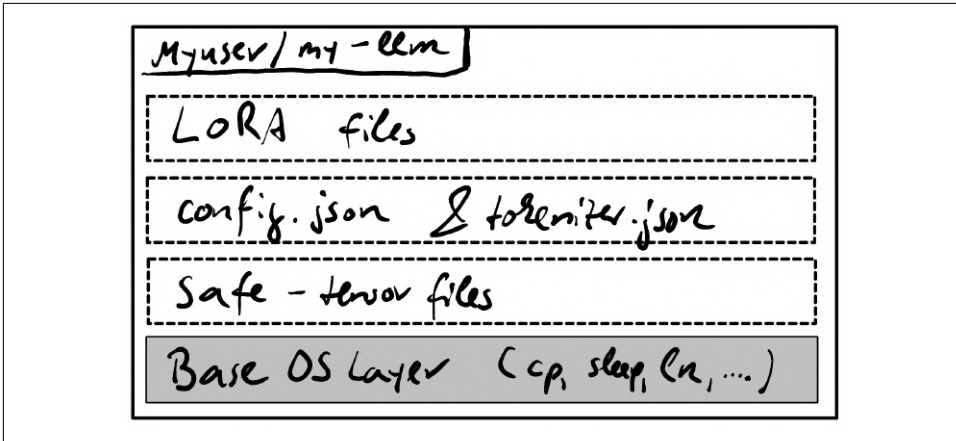 Myuser/my-llm
LoRA files
config.json & tokenizer.json
Safe-tensor files
Base OS Layer (cp, sleep, ln, ....)